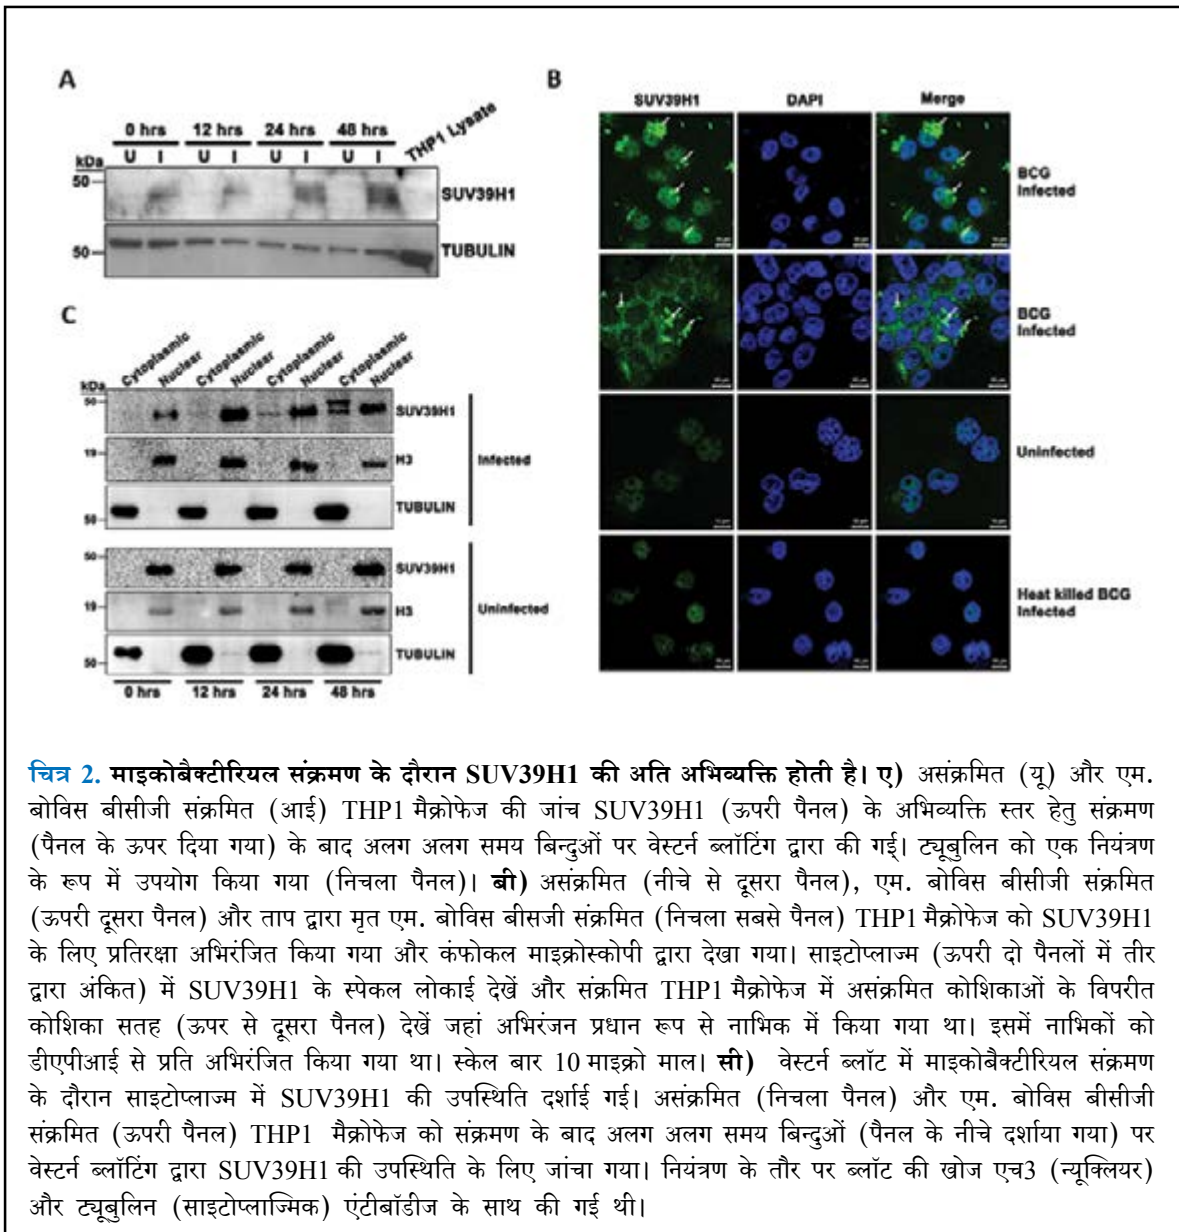 A
0 hrs 12 hrs 24 hrs 48 hrs THP1 Lysate
kDa U I U I U I U I
50 SUV39H1
50 TUBULIN
B
SUV39H1 DAPI Merge
BCG
Infected
BCG
Infected
Uninfected
Heat killed BCG
Infected
C
Cytoplasmic Nuclear Cytoplasmic Nuclear Cytoplasmic Nuclear Cytoplasmic Nuclear
kDa
50 SUV39H1
19 H3
Infected
50 TUBULIN
50 SUV39H1
19 H3
Uninfected
50 TUBULIN
0 hrs 12 hrs 24 hrs 48 hrs
चित्र 2. माइकोबैक्टीरियल संक्रमण के दौरान SUV39H1 की अति अभिव्यक्ति होती है। ए) असंक्रमित (यू) और एम.
बोविस बीसीजी संक्रमित (आई) THP1 मैक्रोफेज की जांच SUV39H1 (ऊपरी पैनल) के अभिव्यक्ति स्तर हेतु संक्रमण
(पैनल के ऊपर दिया गया) के बाद अलग अलग समय बिन्दुओं पर वेस्टर्न ब्लॉटिंग द्वारा की गई। ट्यूबुलिन को एक नियंत्रण
के रूप में उपयोग किया गया (निचला पैनल)। बी) असंक्रमित (नीचे से दूसरा पैनल), एम. बोविस बीसीजी संक्रमित
(ऊपरी दूसरा पैनल) और ताप द्वारा मृत एम. बोविस बीसजी संक्रमित (निचला सबसे पैनल) THP1 मैक्रोफेज को SUV39H1
के लिए प्रतिरक्षा अभिरंजित किया गया और कंफोकल माइक्रोस्कोपी द्वारा देखा गया। साइटोप्लाज्म (ऊपरी दो पैनलों में तीर
द्वारा अंकित) में SUV39H1 के स्पेकल लोकाई देखें और संक्रमित THP1 मैक्रोफेज में असंक्रमित कोशिकाओं के विपरीत
कोशिका सतह (ऊपर से दूसरा पैनल) देखें जहां अभिरंजन प्रधान रूप से नाभिक में किया गया था। इसमें नाभिकों को
डीएपीआई से प्रति अभिरंजित किया गया था। स्केल बार 10 माइक्रो माल। सी) वेस्टर्न ब्लॉट में माइकोबैक्टीरियल संक्रमण
के दौरान साइटोप्लाज्म में SUV39H1 की उपस्थिति दर्शाई गई। असंक्रमित (निचला पैनल) और एम. बोविस बीसीजी
संक्रमित (ऊपरी पैनल) THP1 मैक्रोफेज को संक्रमण के बाद अलग अलग समय बिन्दुओं (पैनल के नीचे दर्शाया गया) पर
वेस्टर्न ब्लॉटिंग द्वारा SUV39H1 की उपस्थिति के लिए जांचा गया। नियंत्रण के तौर पर ब्लॉट की खोज एच3 (न्यूक्लियर)
और ट्यूबुलिन (साइटोप्लाज्मिक) एंटीबॉडीज के साथ की गई थी।